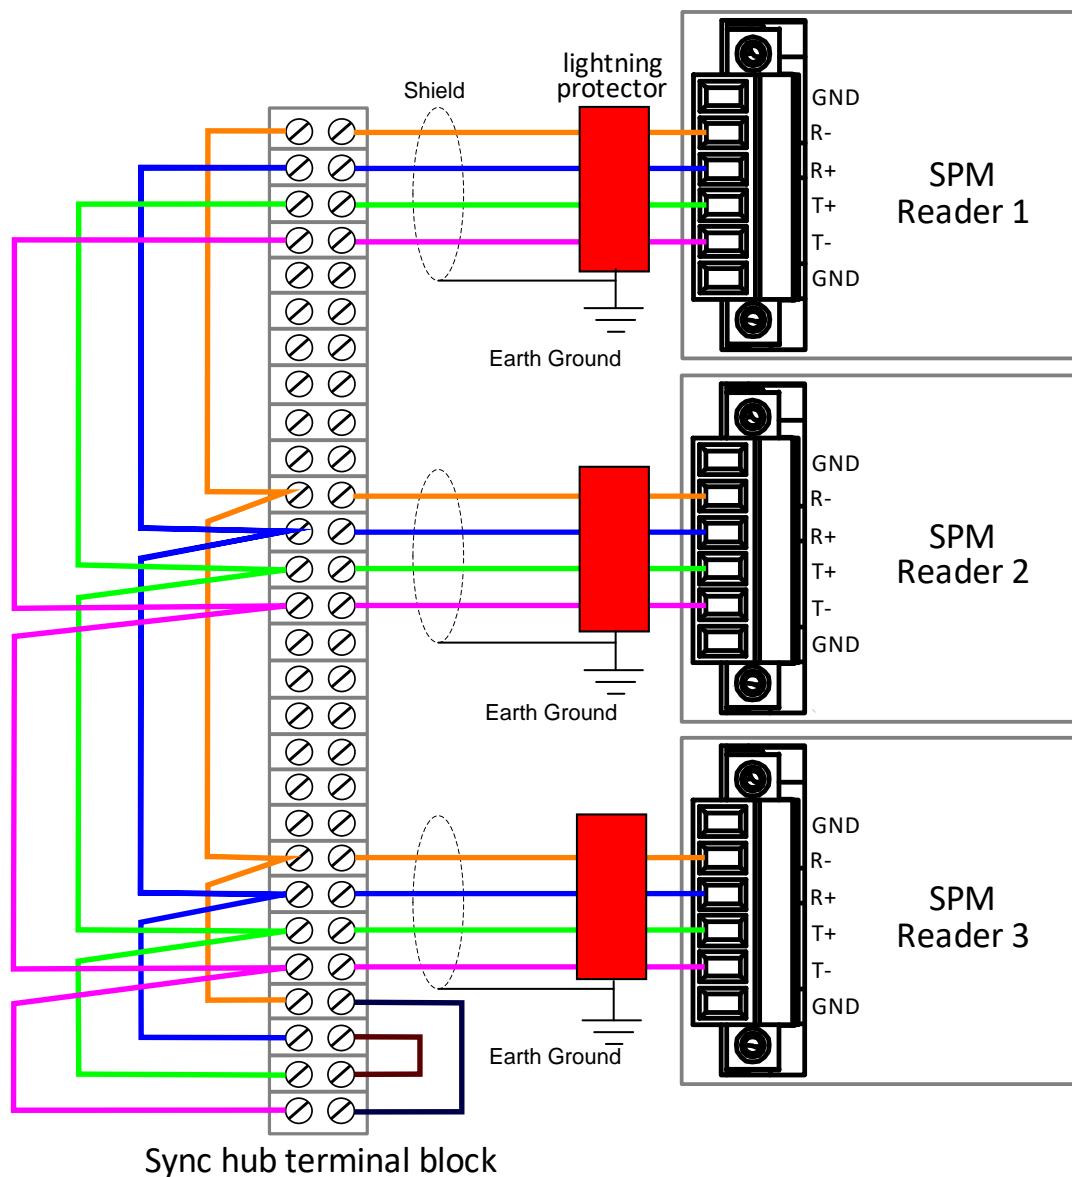 lightning
protector
Shield
GND
R-
R+
T+
T-
GND
SPM
Reader 1
Earth Ground
GND
R-
R+
T+
T-
GND
SPM
Reader 2
Earth Ground
GND
R-
R+
T+
T-
GND
SPM
Reader 3
Earth Ground
Sync hub terminal block